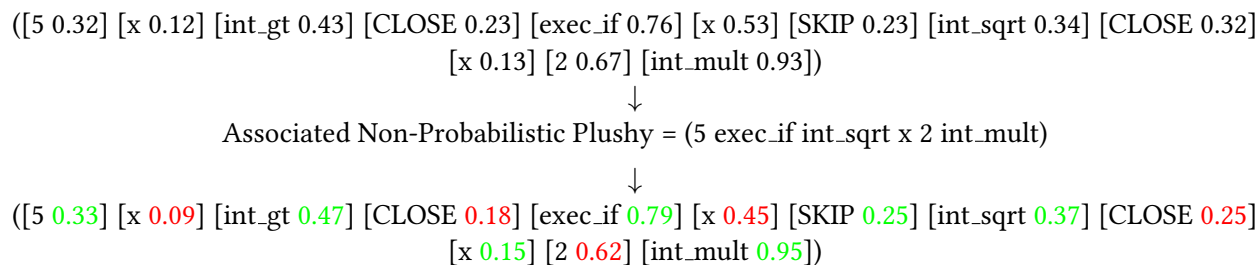 ([5 0.32] [x 0.12] [int_gt 0.43] [CLOSE 0.23] [exec_if 0.76] [x 0.53] [SKIP 0.23] [int_sqrt 0.34] [CLOSE 0.32]
[x 0.13] [2 0.67] [int_mult 0.93])
↓
Associated Non-Probabilistic Plushy = (5 exec_if int_sqrt x 2 int_mult)
↓
([5 0.33] [x 0.09] [int_gt 0.47] [CLOSE 0.18] [exec_if 0.79] [x 0.45] [SKIP 0.25] [int_sqrt 0.37] [CLOSE 0.25]
[x 0.15] [2 0.62] [int_mult 0.95])